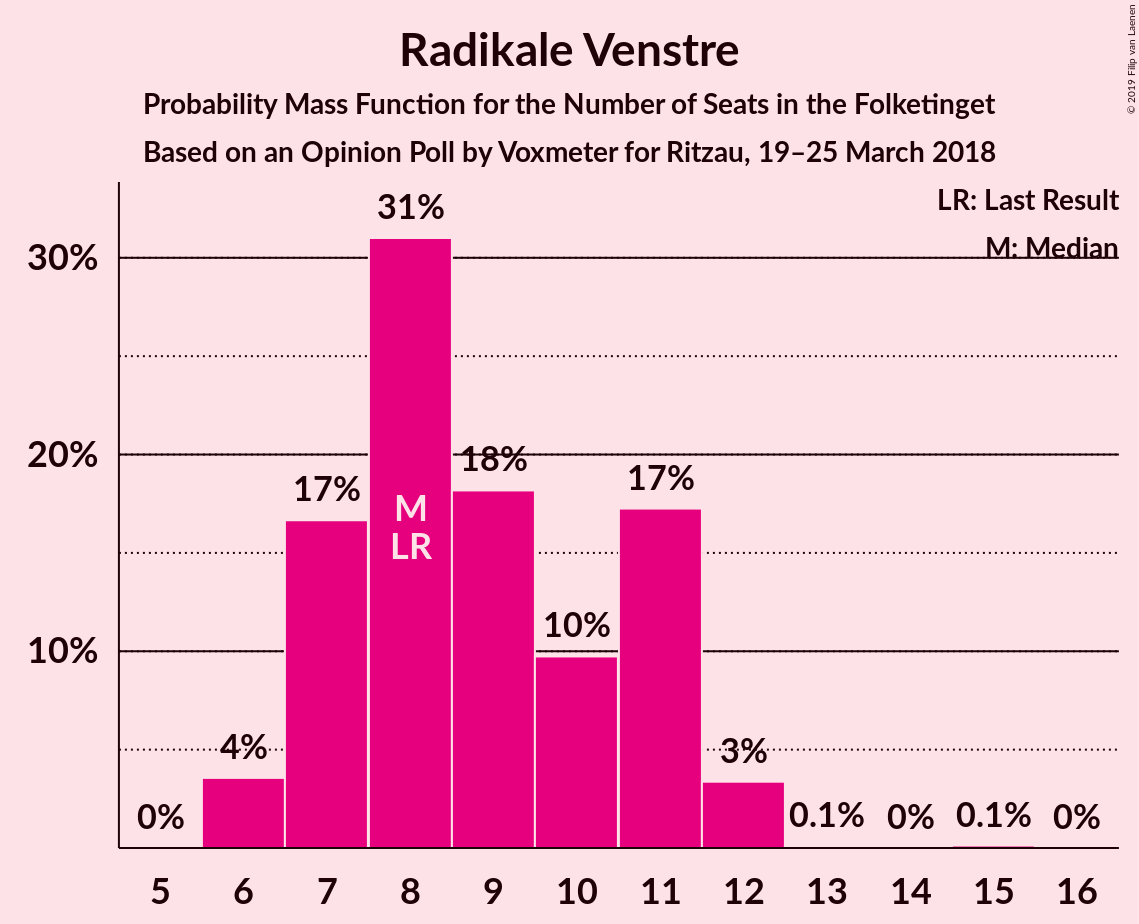 Radikale Venstre
Probability Mass Function for the Number of Seats in the Folketinget
Based on an Opinion Poll by Voxmeter for Ritzau, 19–25 March 2018
© 2019 Filip van Laenen
LR: Last Result
M: Median
30%
20%
10%
0%
4%
17%
31%
18%
10%
17%
3%
0.1%
0%
0.1%
0%
M
LR
5 6 7 8 9 10 11 12 13 14 15 16